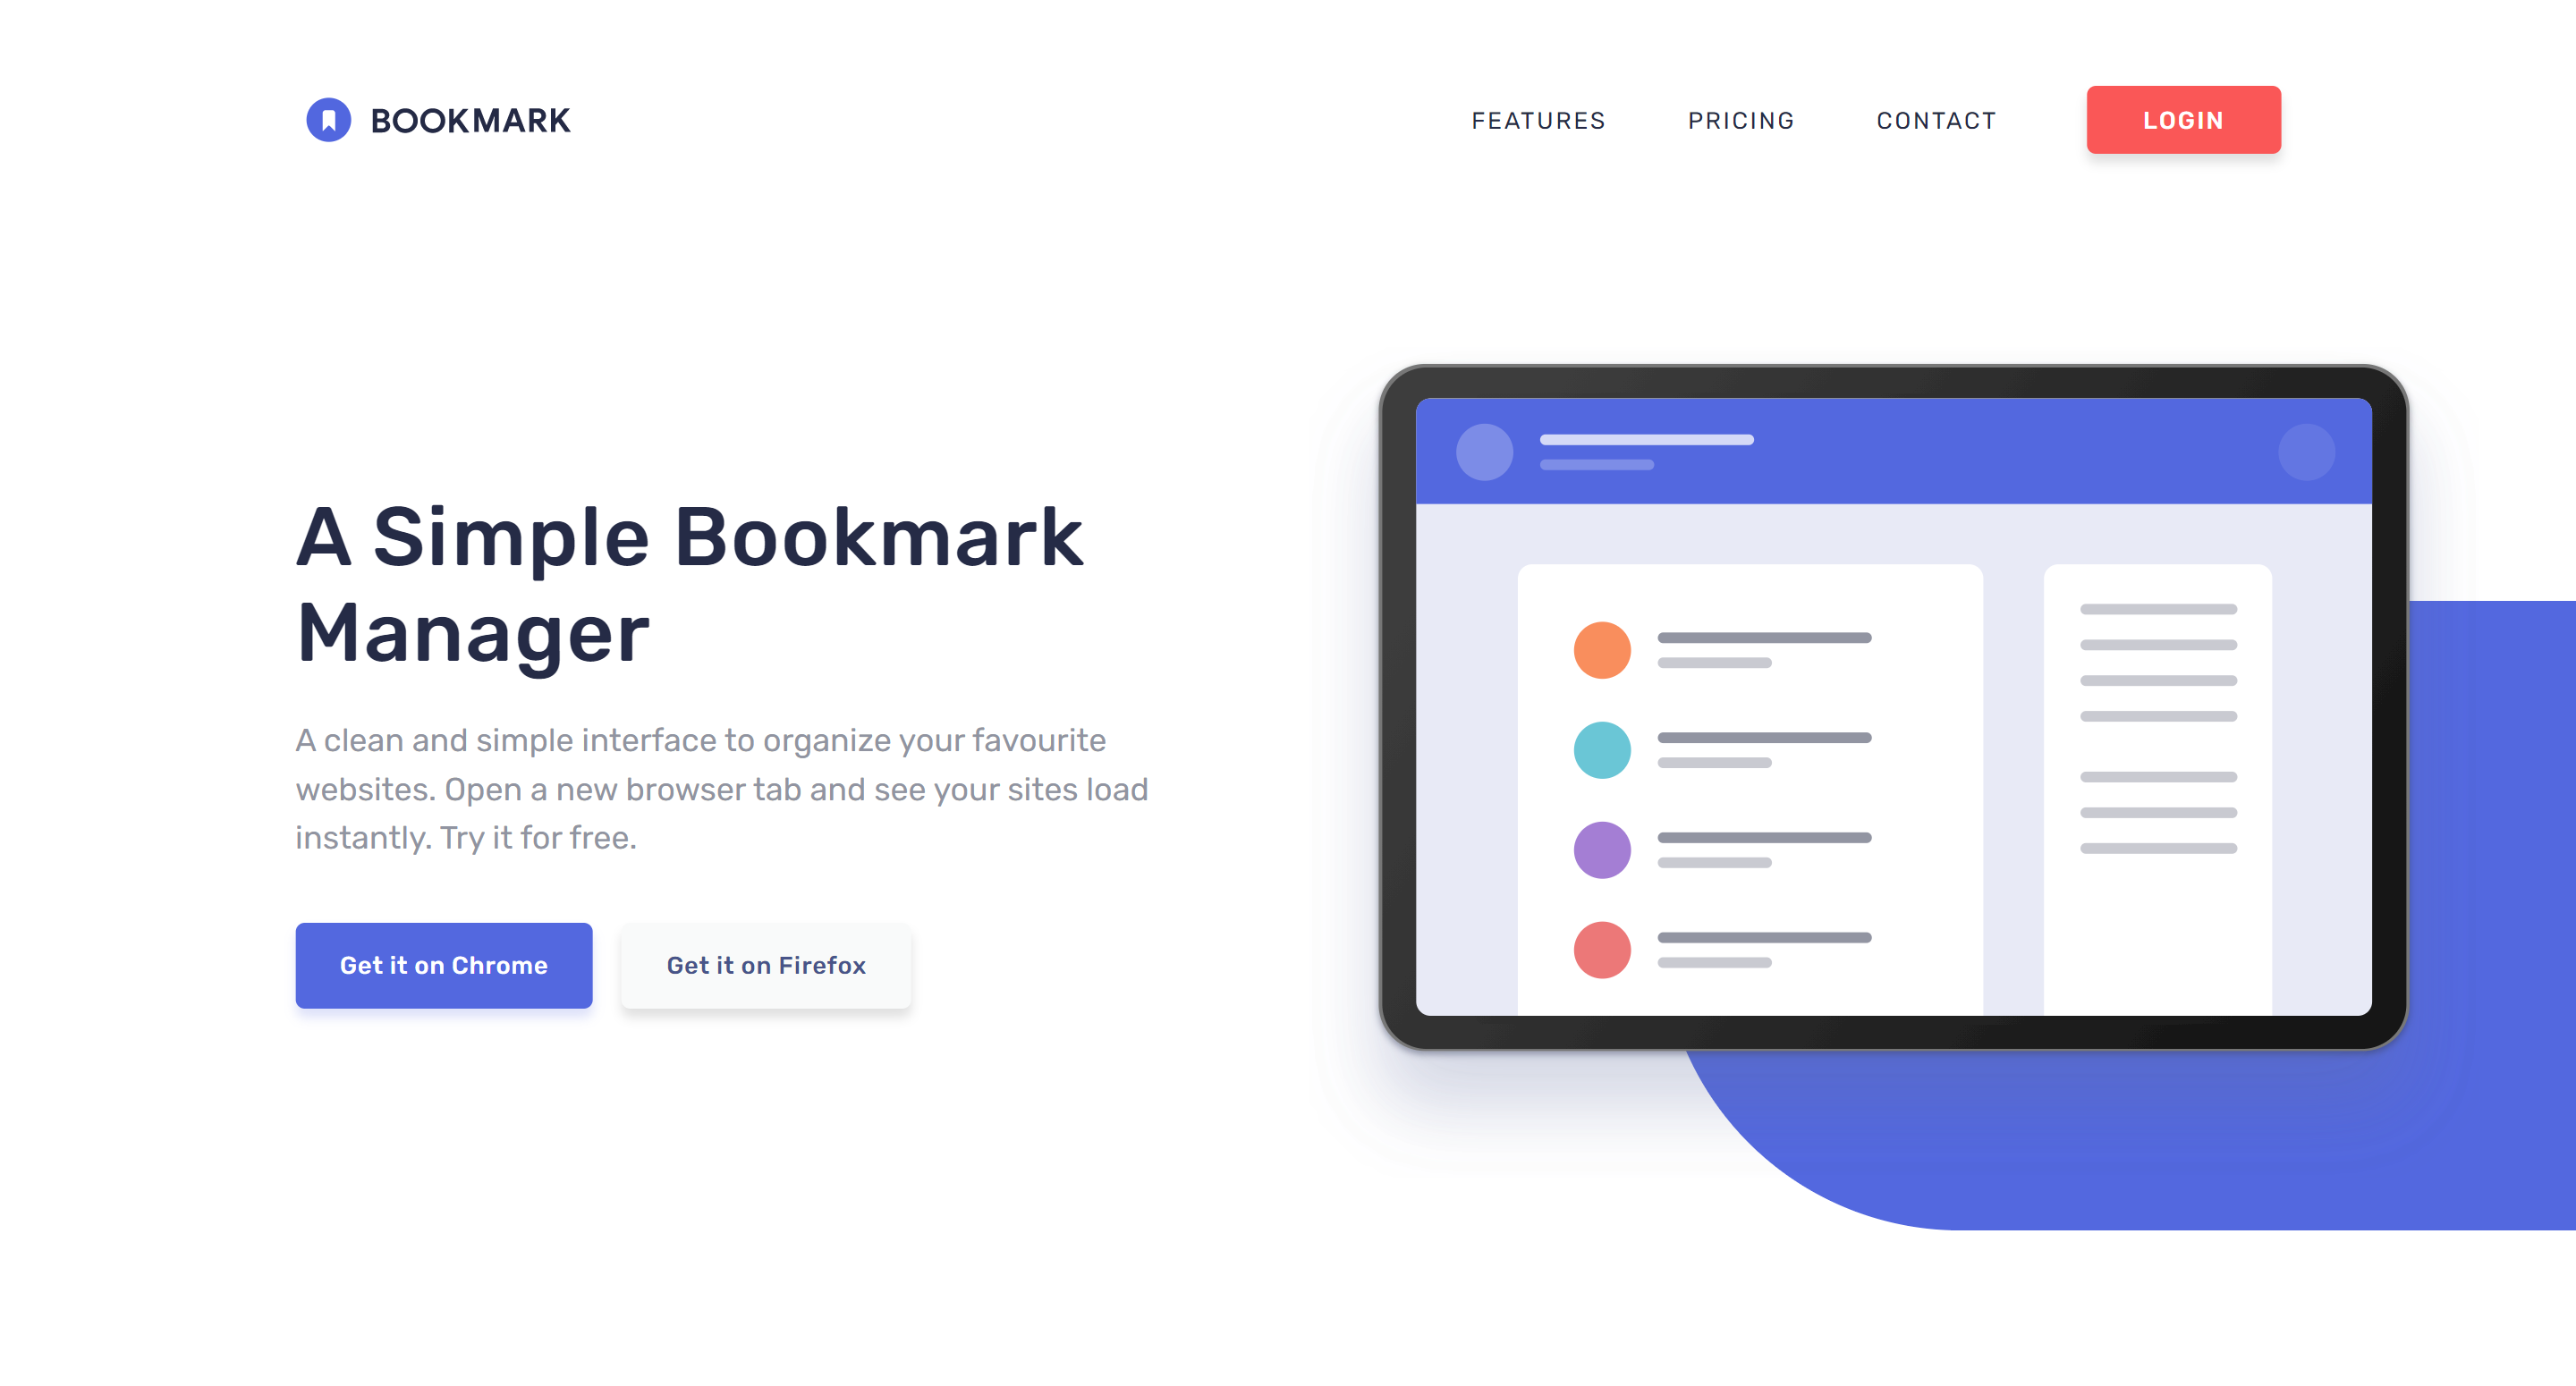 BOOKMARK
FEATURES PRICING CONTACT LOGIN
A Simple Bookmark
Manager
A clean and simple interface to organize your favourite
websites. Open a new browser tab and see your sites load
instantly. Try it for free.
Get it on Chrome Get it on Firefox